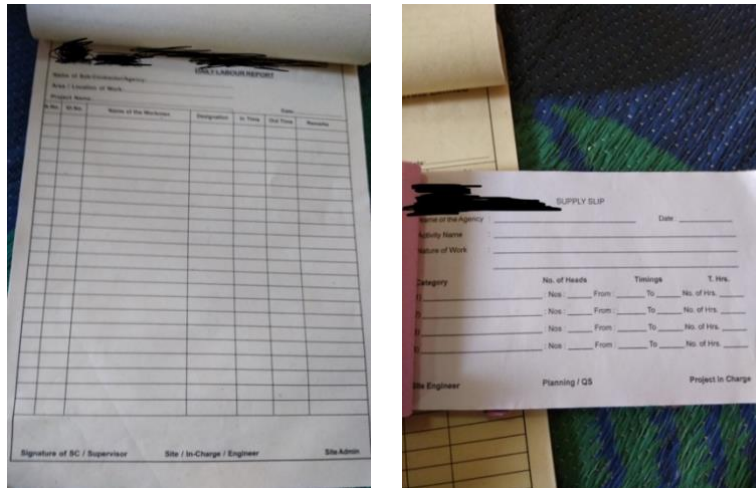 DAILY LABOUR REPORT
Name of Sub-Contractor/Agency:
Area / Location of Work:
Project Name: Date:
S.No. ID No. Name of the Workmen Designation In Time Out Time Remarks
Signature of SC / Supervisor Site / In-Charge / Engineer Site Admin
SUPPLY SLIP
Name of the Agency : Date
Activity Name
Nature of Work
Category No. of Heads Timings T. Hrs.
: Nos : From : To No. of Hrs.
: Nos : From : To No. of Hrs.
: Nos : From : To No. of Hrs.
: Nos : From : To No. of Hrs.
Site Engineer Planning / QS Project in Charge